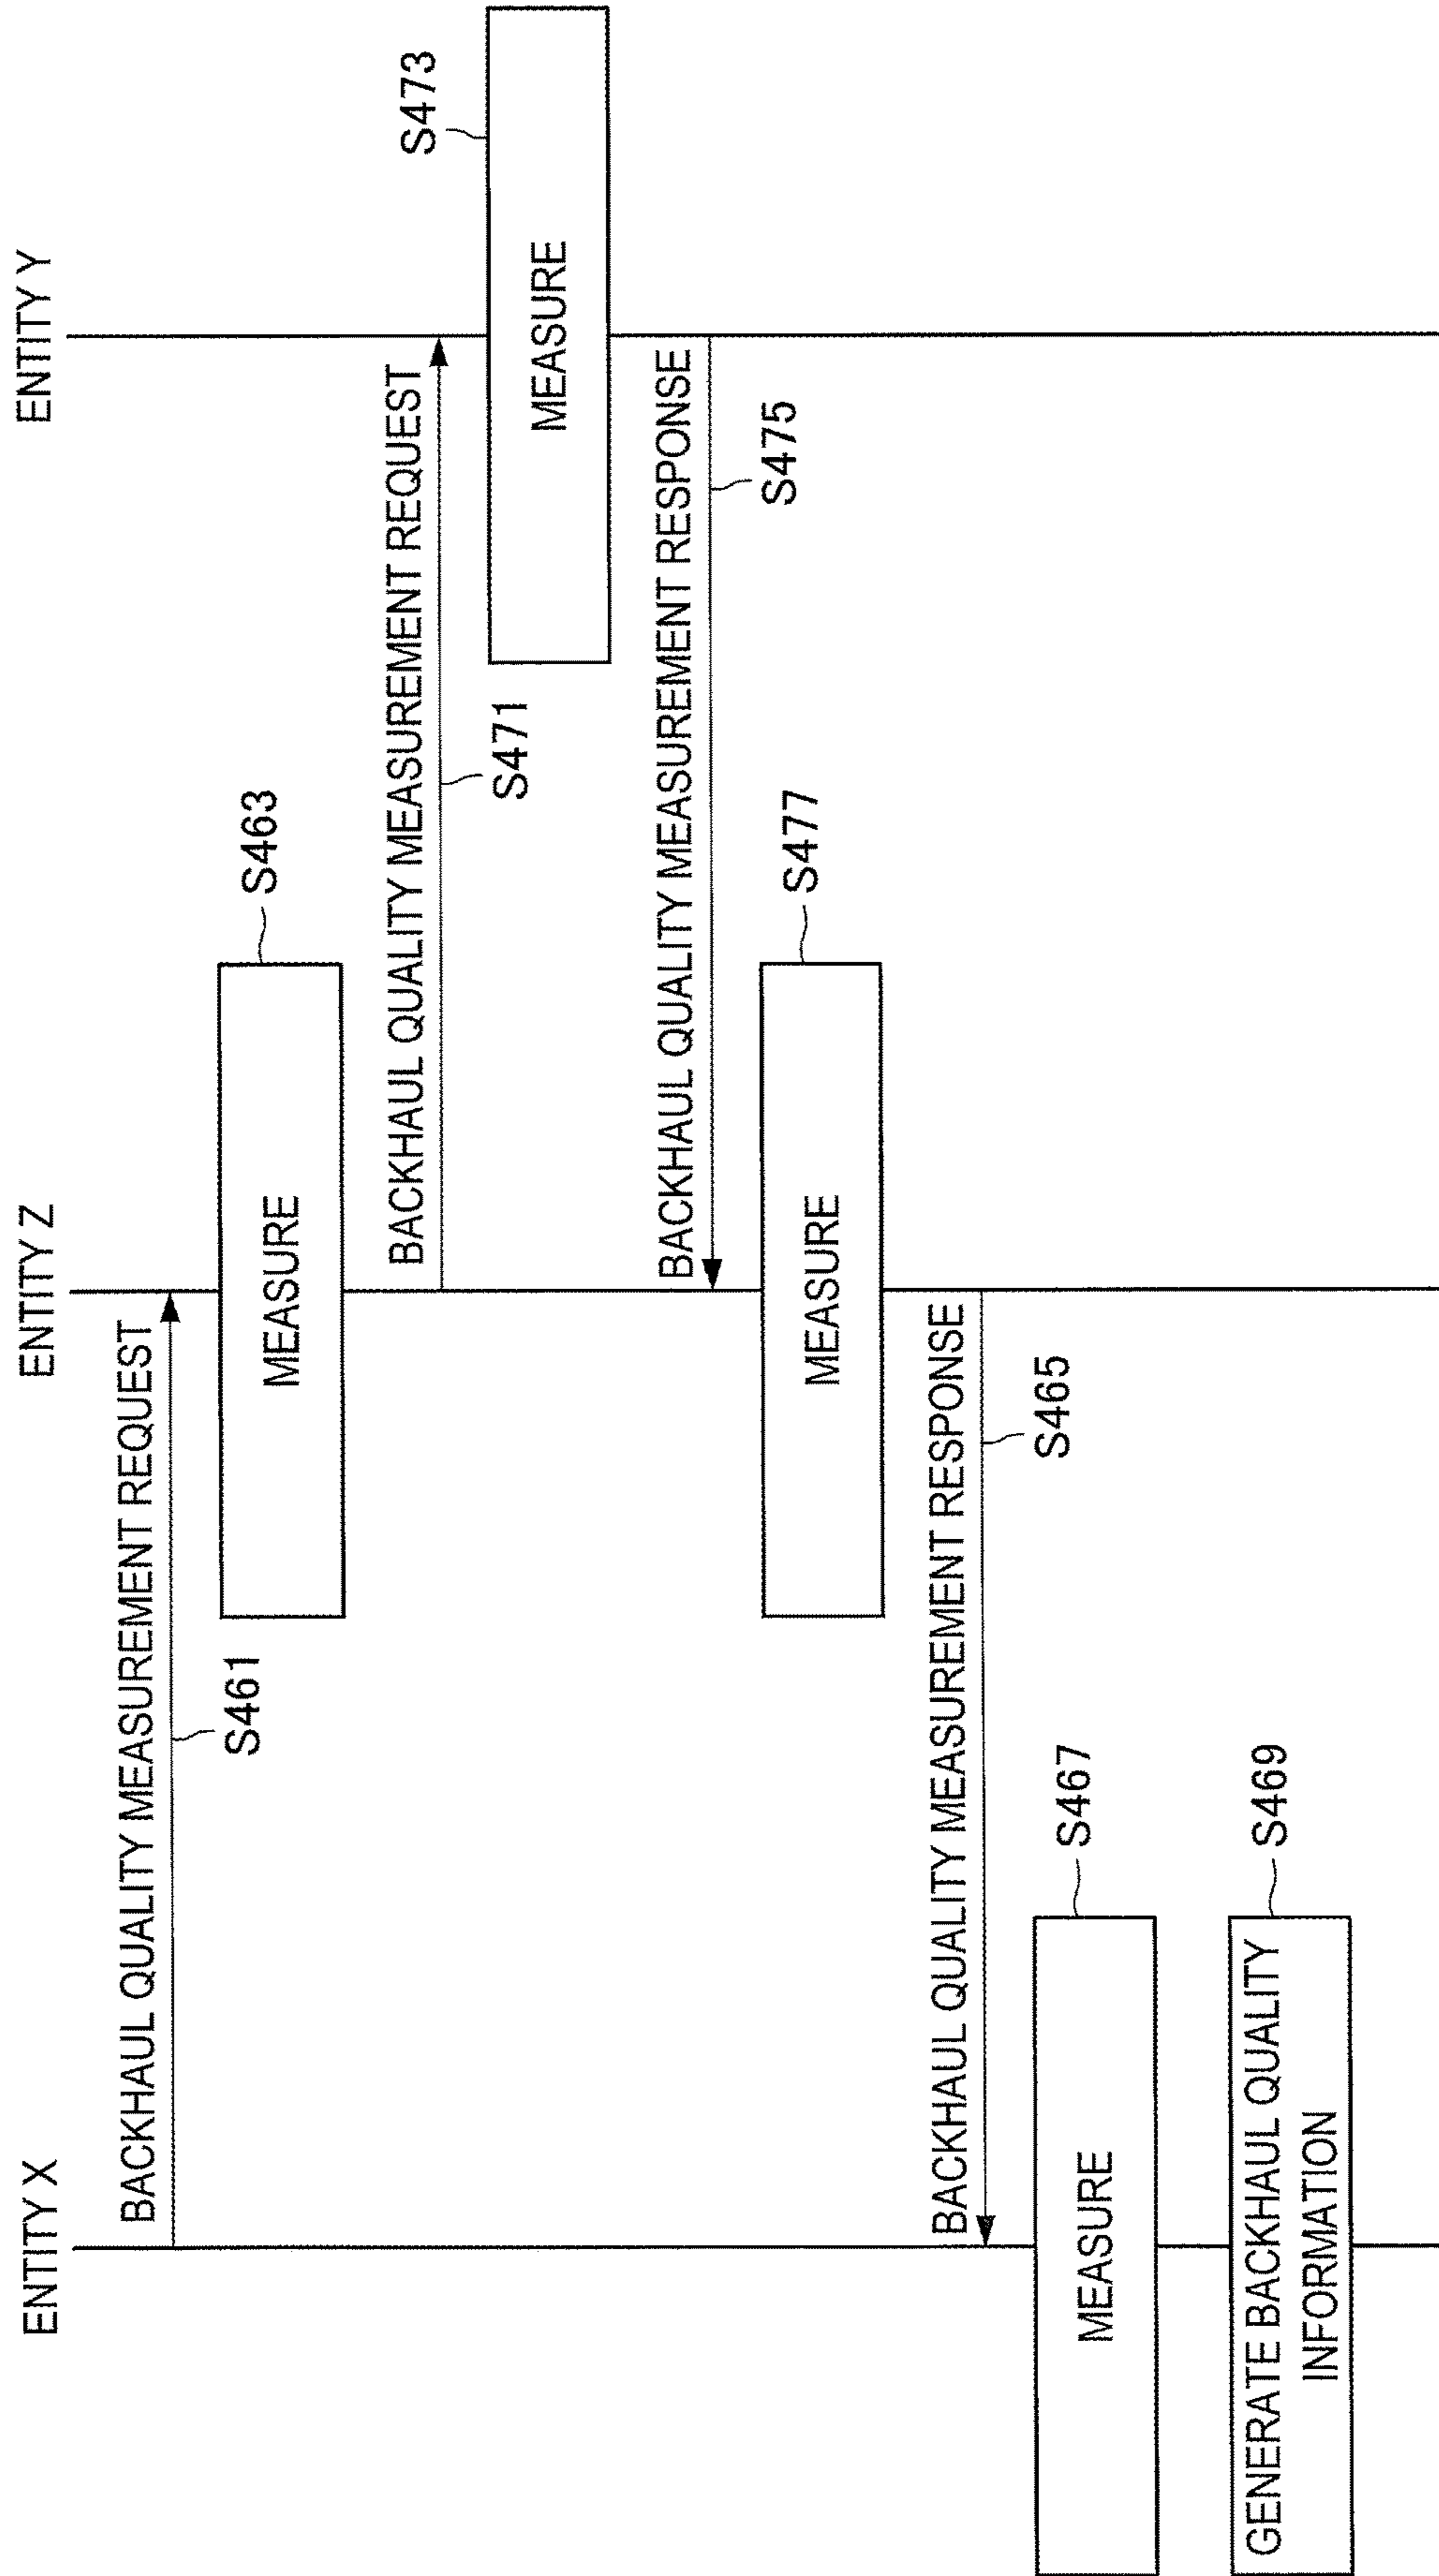 ENTITY X
ENTITY Z
ENTITY Y
BACKHAUL QUALITY MEASUREMENT REQUEST
S461
MEASURE
S463
BACKHAUL QUALITY MEASUREMENT REQUEST
S471
MEASURE
S473
BACKHAUL QUALITY MEASUREMENT RESPONSE
S475
MEASURE
S477
BACKHAUL QUALITY MEASUREMENT RESPONSE
S465
MEASURE
S467
GENERATE BACKHAUL QUALITY
INFORMATION
S469